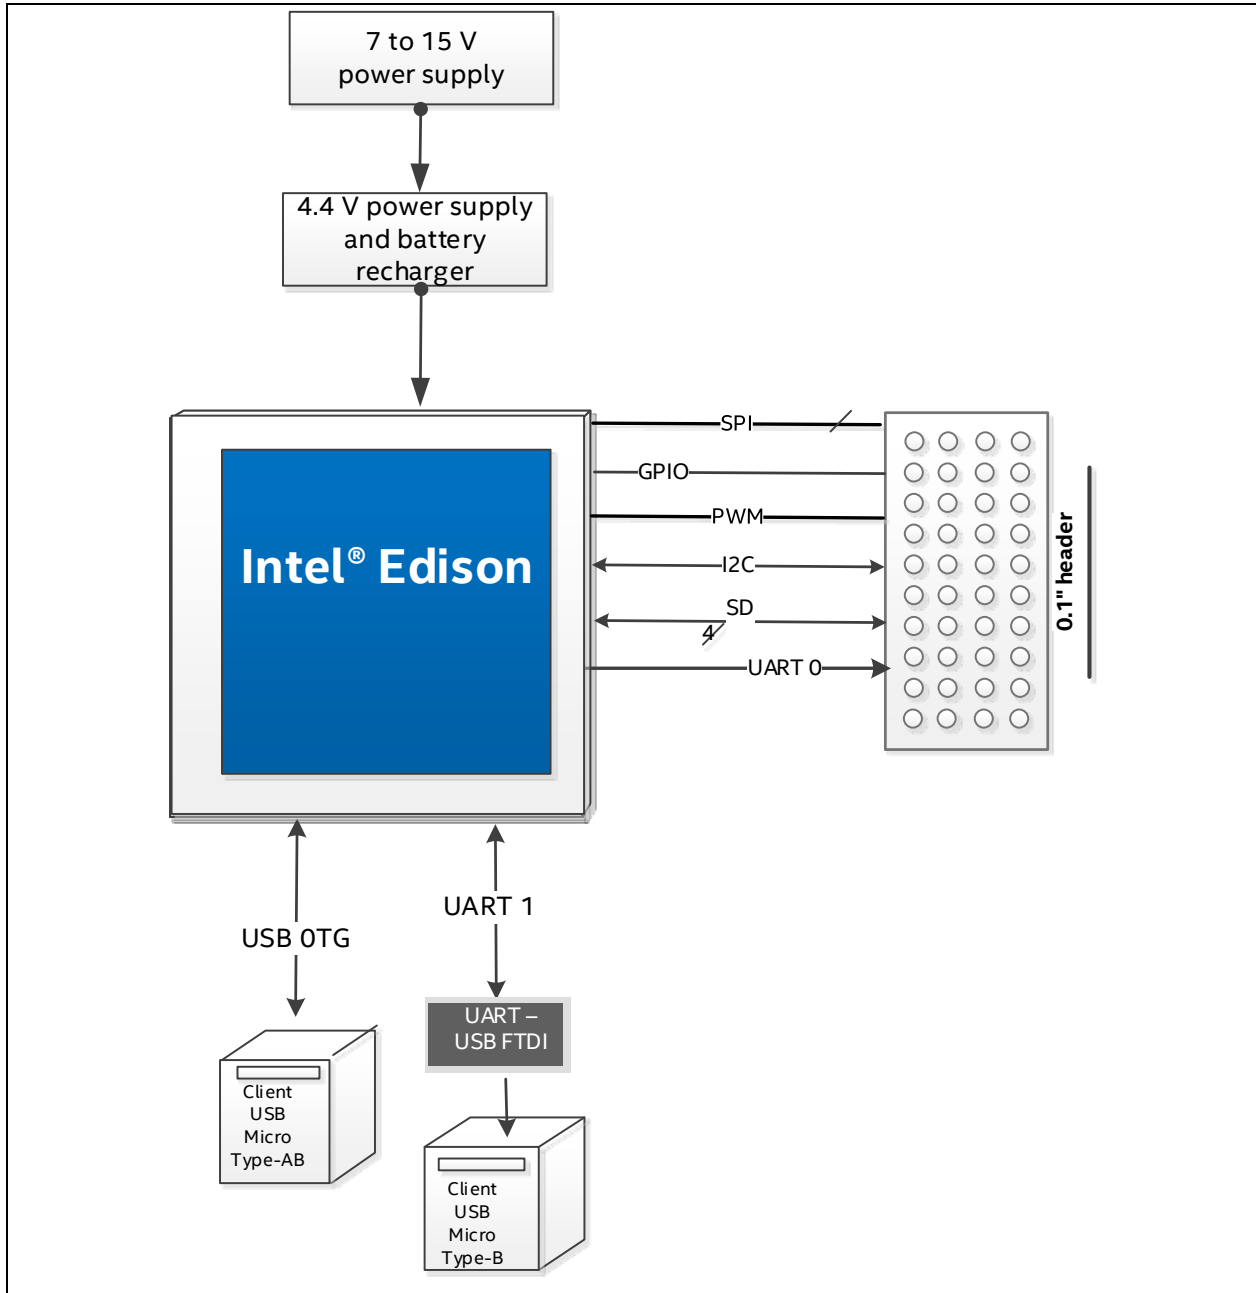 7 to 15 V
power supply
4.4 V power supply
and battery
recharger
Intel® Edison
SPI
GPIO
PWM
I2C
SD
4
UART 0
0.1" header
UART 1
USB 0TG
UART –
USB FTDI
Client
USB
Micro
Type-AB
Client
USB
Micro
Type-B